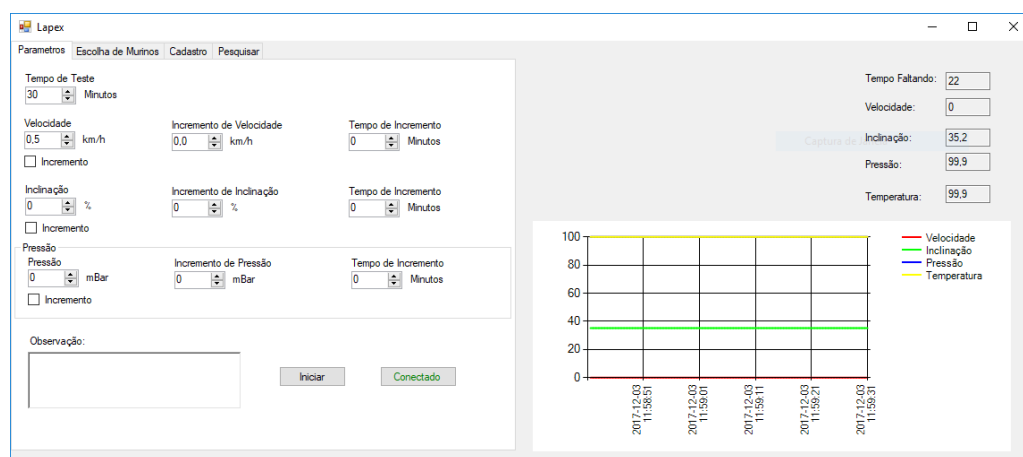 Lapex
Parametros Escolha de Murinos Cadastro Pesquisar
Tempo de Teste
30 Minutos
Velocidade Incremento de Velocidade Tempo de Incremento
0,5 km/h 0,0 km/h 0 Minutos
Incremento
Inclinação Incremento de Inclinação Tempo de Incremento
0 % 0 % 0 Minutos
Incremento
Pressão
Pressão Incremento de Pressão Tempo de Incremento
0 mBar 0 mBar 0 Minutos
Incremento
Observação:
Iniciar Conectado
Tempo Faltando: 22
Velocidade: 0
Captura de
Inclinação: 35,2
Pressão: 99,9
Temperatura: 99,9
100
80
60
40
20
0
2017-12-03
11:58:51
2017-12-03
11:59:01
2017-12-03
11:59:11
2017-12-03
11:59:21
2017-12-03
11:59:31
Velocidade
Inclinação
Pressão
Temperatura